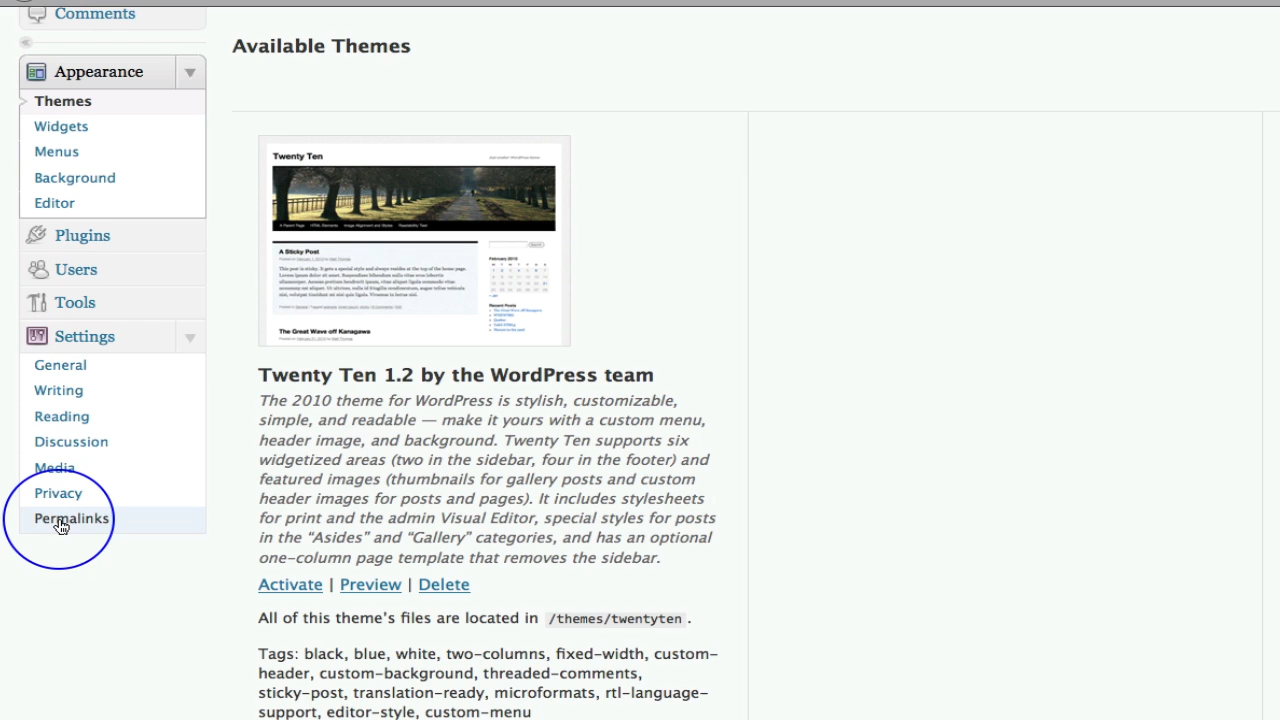 Comments
Appearance
Themes
Widgets
Menus
Background
Editor
Plugins
Users
Tools
Settings
General
Writing
Reading
Discussion
Media
Privacy
Permalinks
Available Themes
Twenty Ten
A Sticky Post
The Great Wave off Kanagawa
Twenty Ten 1.2 by the WordPress team
The 2010 theme for WordPress is stylish, customizable,
simple, and readable — make it yours with a custom menu,
header image, and background. Twenty Ten supports six
widgetized areas (two in the sidebar, four in the footer) and
featured images (thumbnails for gallery posts and custom
header images for posts and pages). It includes stylesheets
for print and the admin Visual Editor, special styles for posts
in the “Asides” and “Gallery” categories, and has an optional
one-column page template that removes the sidebar.
Activate | Preview | Delete
All of this theme’s files are located in /themes/twentyten .
Tags: black, blue, white, two-columns, fixed-width, custom-
header, custom-background, threaded-comments,
sticky-post, translation-ready, microformats, rtl-language-
support, editor-style, custom-menu